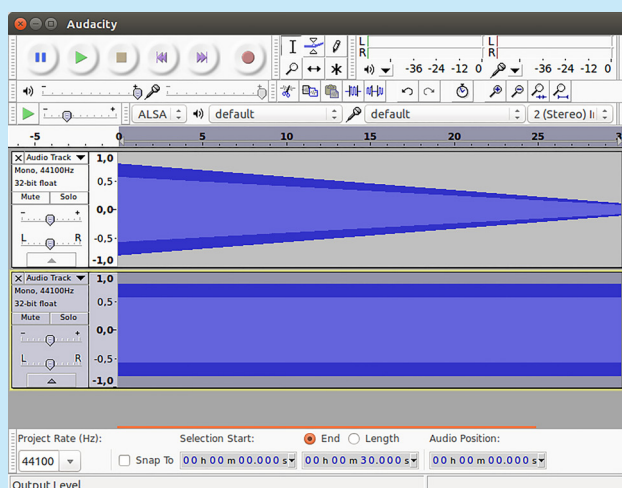 Audacity
L
R
-36 -24 -12 0
L
R
-36 -24 -12 0
ALSA
default
default
2 (Stereo) I
-5 0 5 10 15 20 25 3
Audio Track
Mono, 44100Hz
32-bit float
Mute Solo
- +
L R
1,0
0,5
0,0
-0,5
-1,0
Audio Track
Mono, 44100Hz
32-bit float
Mute Solo
- +
L R
1,0
0,5
0,0
-0,5
-1,0
Project Rate (Hz): Selection Start: End Length Audio Position:
44100 Snap To 00 h 00 m 00.000 s 00 h 00 m 30.000 s 00 h 00 m 00.000 s
Output Level